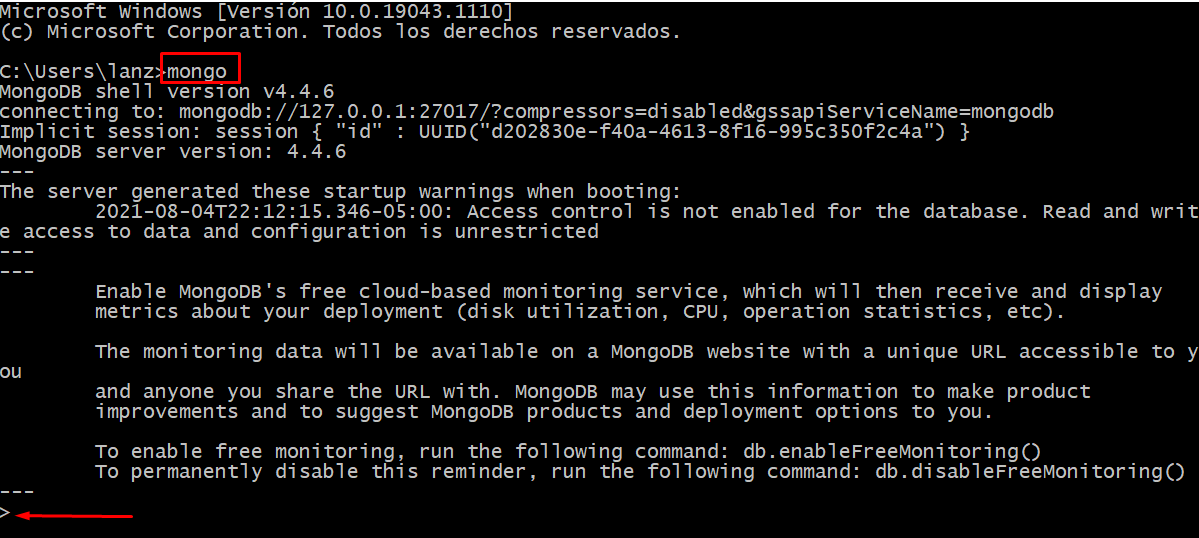 Microsoft Windows [Versión 10.0.19043.1110]
(c) Microsoft Corporation. Todos los derechos reservados.
C:\Users\lanz>mongo
MongoDB shell version v4.4.6
connecting to: mongodb://127.0.0.1:27017/?compressors=disabled&gssapiServiceName=mongodb
Implicit session: session { "id" : UUID("d202830e-f40a-4613-8f16-995c350f2c4a") }
MongoDB server version: 4.4.6
---
The server generated these startup warnings when booting:
        2021-08-04T22:12:15.346-05:00: Access control is not enabled for the database. Read and writ
e access to data and configuration is unrestricted
---
---
        Enable MongoDB's free cloud-based monitoring service, which will then receive and display
        metrics about your deployment (disk utilization, CPU, operation statistics, etc).
        The monitoring data will be available on a MongoDB website with a unique URL accessible to y
ou
        and anyone you share the URL with. MongoDB may use this information to make product
        improvements and to suggest MongoDB products and deployment options to you.
        To enable free monitoring, run the following command: db.enableFreeMonitoring()
        To permanently disable this reminder, run the following command: db.disableFreeMonitoring()
---
>